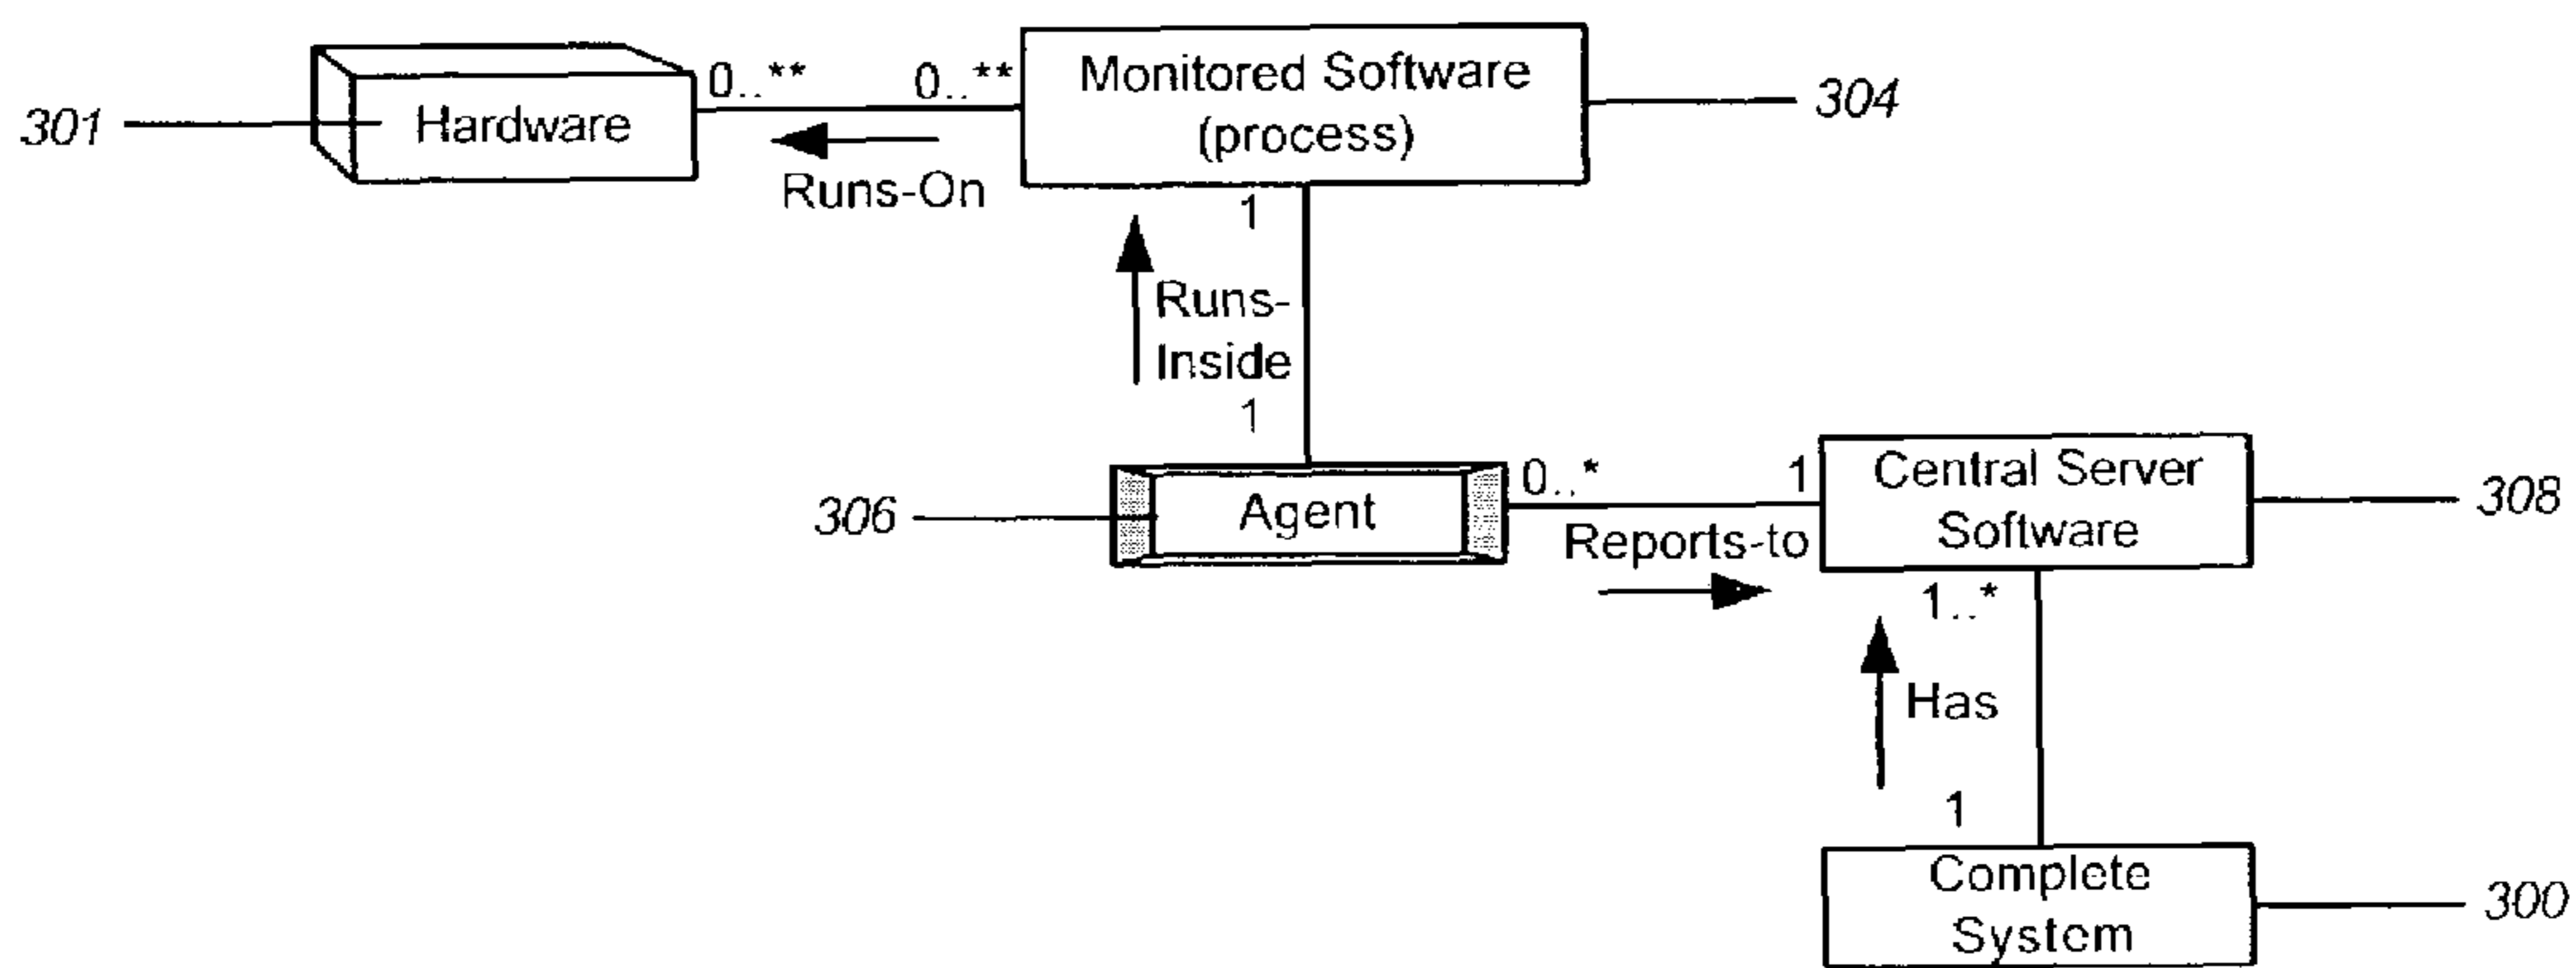 301
Hardware
0..**
0..**
Runs-On
Monitored Software
(process)
304
1
Runs-
Inside
1
306
Agent
0..*
1
Reports-to
Central Server
Software
308
1..*
Has
1
Complete
System
300